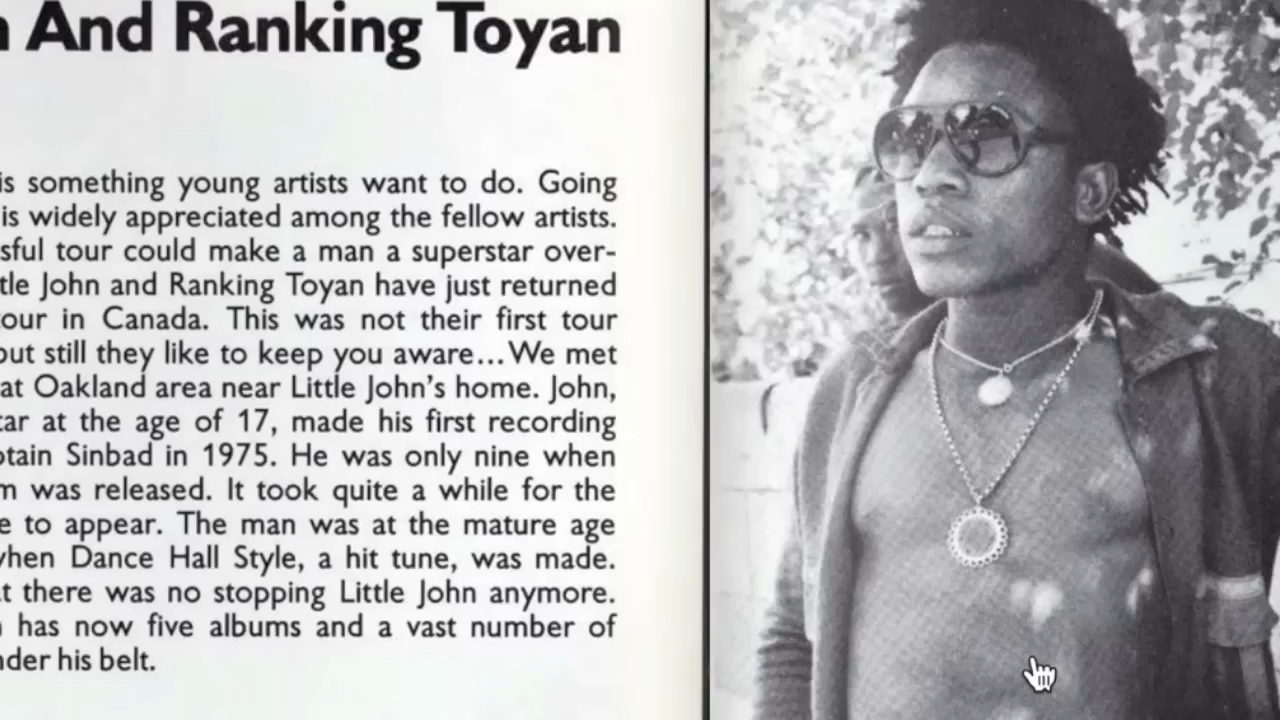 And Ranking Toyan
is something young artists want to do. Going
is widely appreciated among the fellow artists.
sful tour could make a man a superstar over-
tle John and Ranking Toyan have just returned
our in Canada. This was not their first tour
but still they like to keep you aware...We met
at Oakland area near Little John's home. John,
tar at the age of 17, made his first recording
ptain Sinbad in 1975. He was only nine when
m was released. It took quite a while for the
e to appear. The man was at the mature age
when Dance Hall Style, a hit tune, was made.
t there was no stopping Little John anymore.
has now five albums and a vast number of
nder his belt.